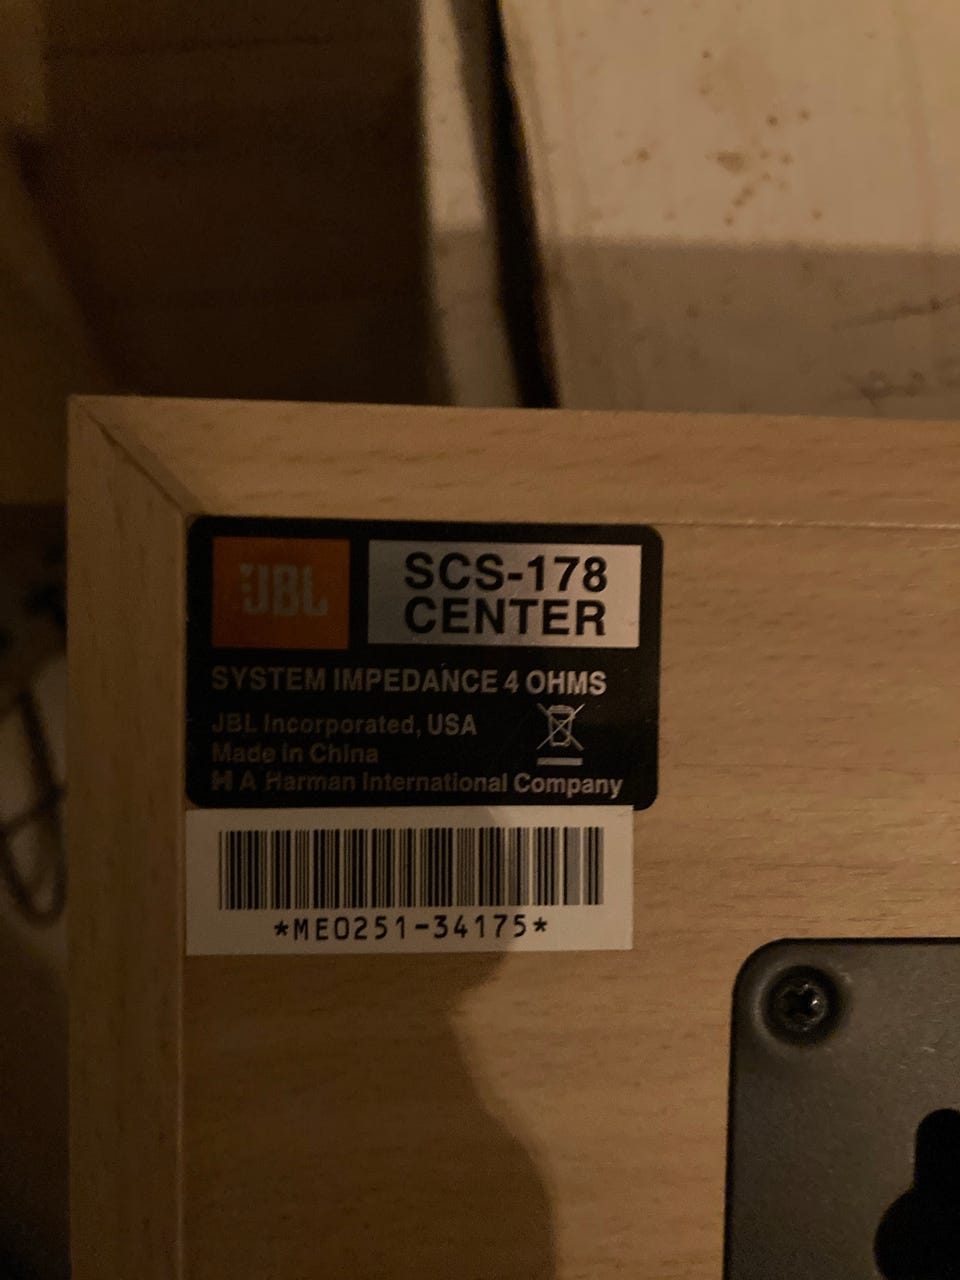 JBL
SCS-178
CENTER
SYSTEM IMPEDANCE 4 OHMS
JBL Incorporated, USA
Made in China
H A Harman International Company
*ME0251-34175*